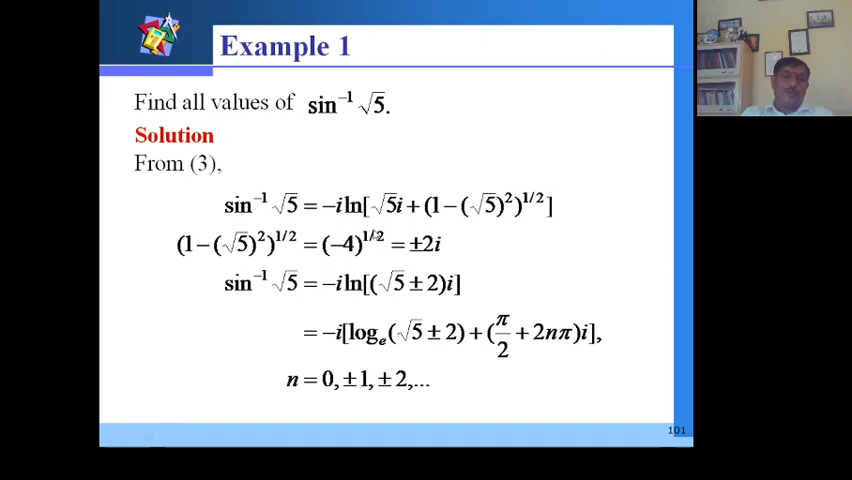 Example 1
Find all values of sin⁻¹ √5.
Solution
From (3),
sin⁻¹ √5 = −i ln[√5i + (1 − (√5)²)^{1/2}]
(1 − (√5)²)^{1/2} = (−4)^{1/2} = ±2i
sin⁻¹ √5 = −i ln[(√5 ± 2)i]
= −i[logₑ(√5 ± 2) + (π/2 + 2nπ)i],
n = 0, ±1, ±2,...
101